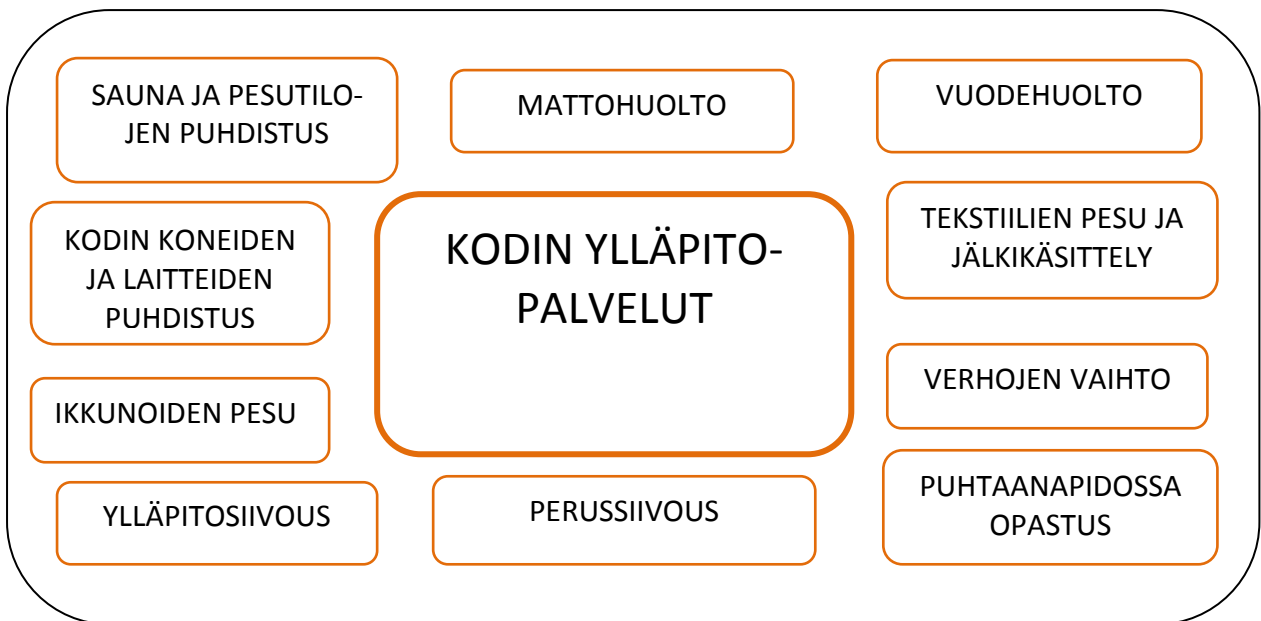 SAUNA JA PESUTILO-
JEN PUHDISTUS
MATTOHUOLTO
VUODEHUOLTO
KODIN KONEIDEN
JA LAITTEIDEN
PUHDISTUS
KODIN YLLÄPITO-
PALVELUT
TEKSTIILIEN PESU JA
JÄLKIKÄSITTELY
IKKUNOIDEN PESU
VERHOJEN VAIHTO
YLLÄPITOSIIVOUS
PERUSSIIVOUS
PUHTAANAPIDOSSA
OPASTUS